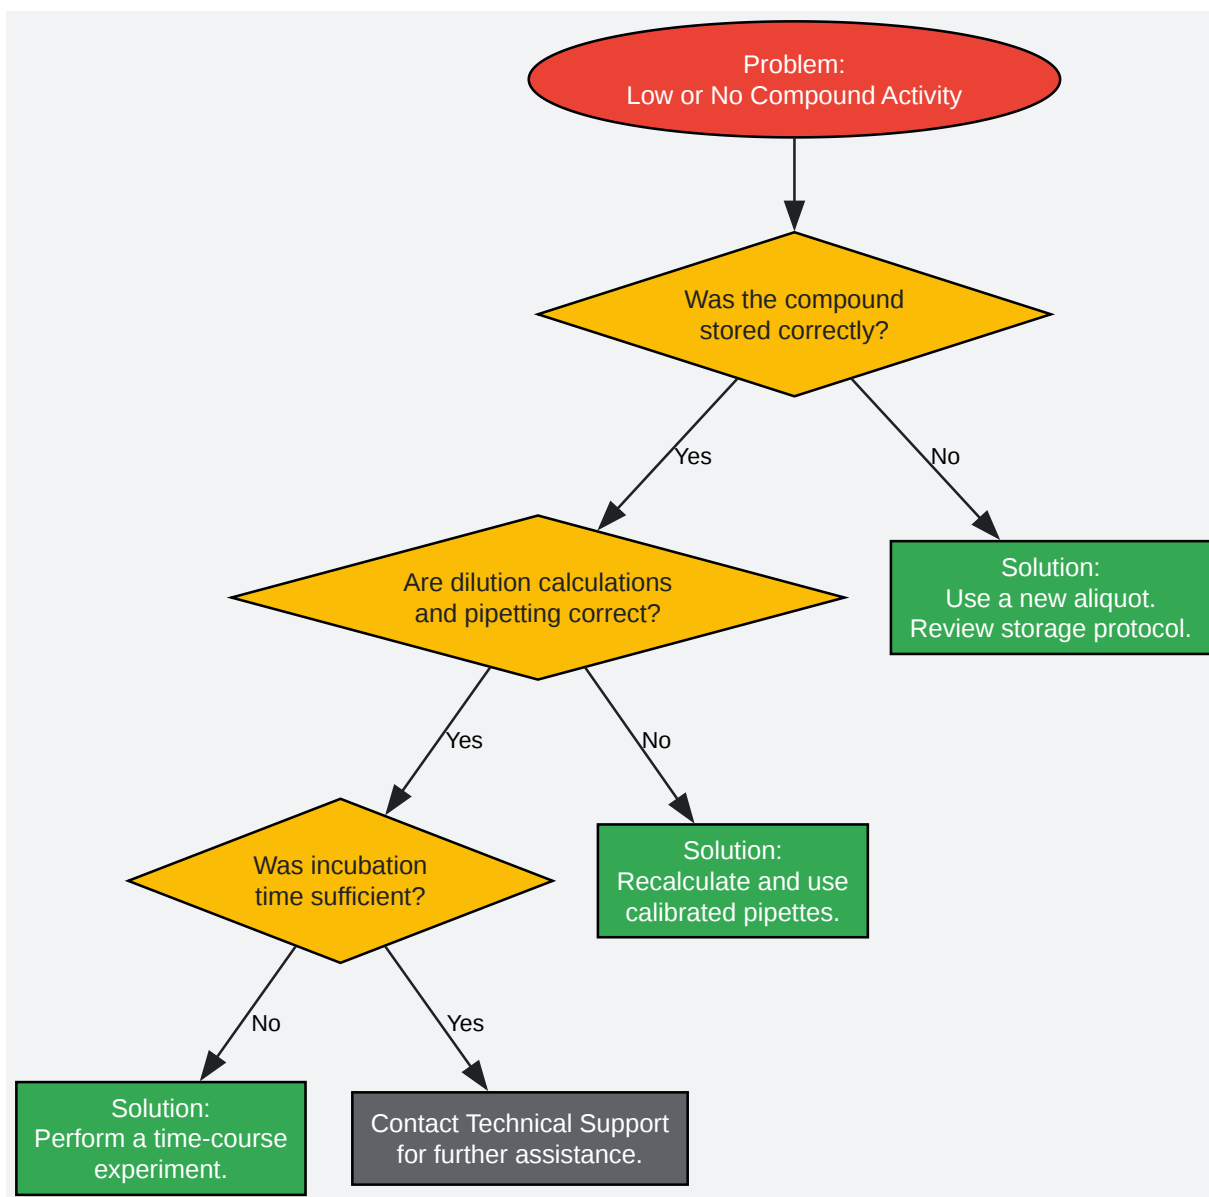 Problem:
Low or No Compound Activity
Was the compound
stored correctly?
Yes
No
Are dilution calculations
and pipetting correct?
Solution:
Use a new aliquot.
Review storage protocol.
Yes
No
Was incubation
time sufficient?
Solution:
Recalculate and use
calibrated pipettes.
No
Yes
Solution:
Perform a time-course
experiment.
Contact Technical Support
for further assistance.